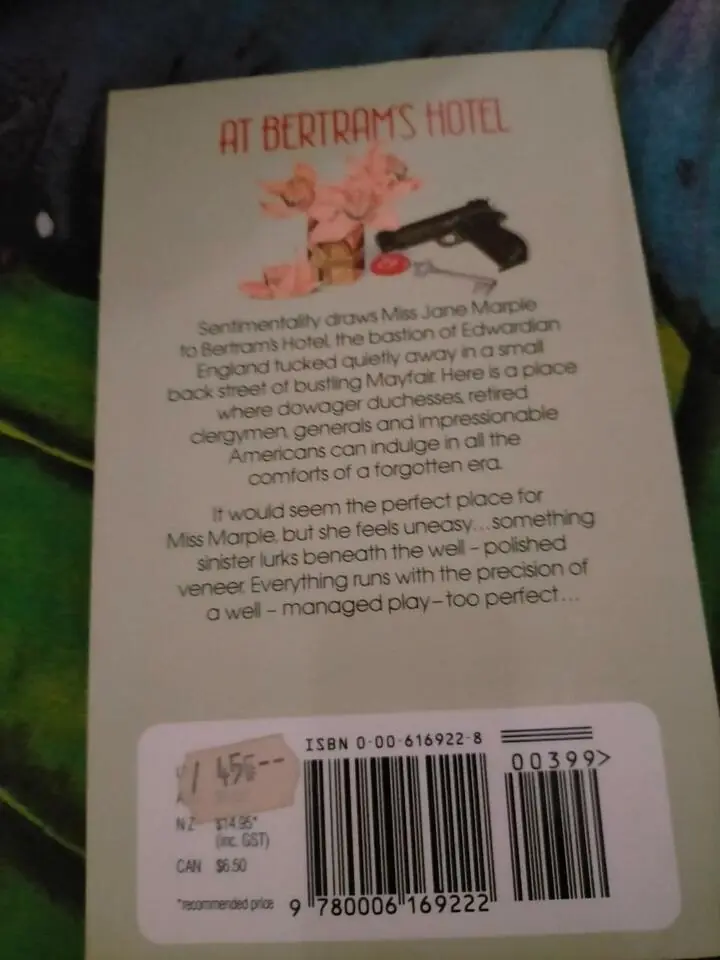 AT BERTRAM'S HOTEL
Sentimentality draws Miss Jane Marple
to Bertram's Hotel, the bastion of Edwardian
England tucked quietly away in a small
back street of bustling Mayfair. Here is a place
where dowager duchesses, retired
clergymen, generals and impressionable
Americans can indulge in all the
comforts of a forgotten era.
It would seem the perfect place for
Miss Marple, but she feels uneasy...something
sinister lurks beneath the well – polished
veneer. Everything runs with the precision of
a well – managed play–too perfect...
ISBN 0-00-616922-8
00399>
NZ $14.95*
(inc. GST)
CAN $6.50
*recommended price
9 780006 169222